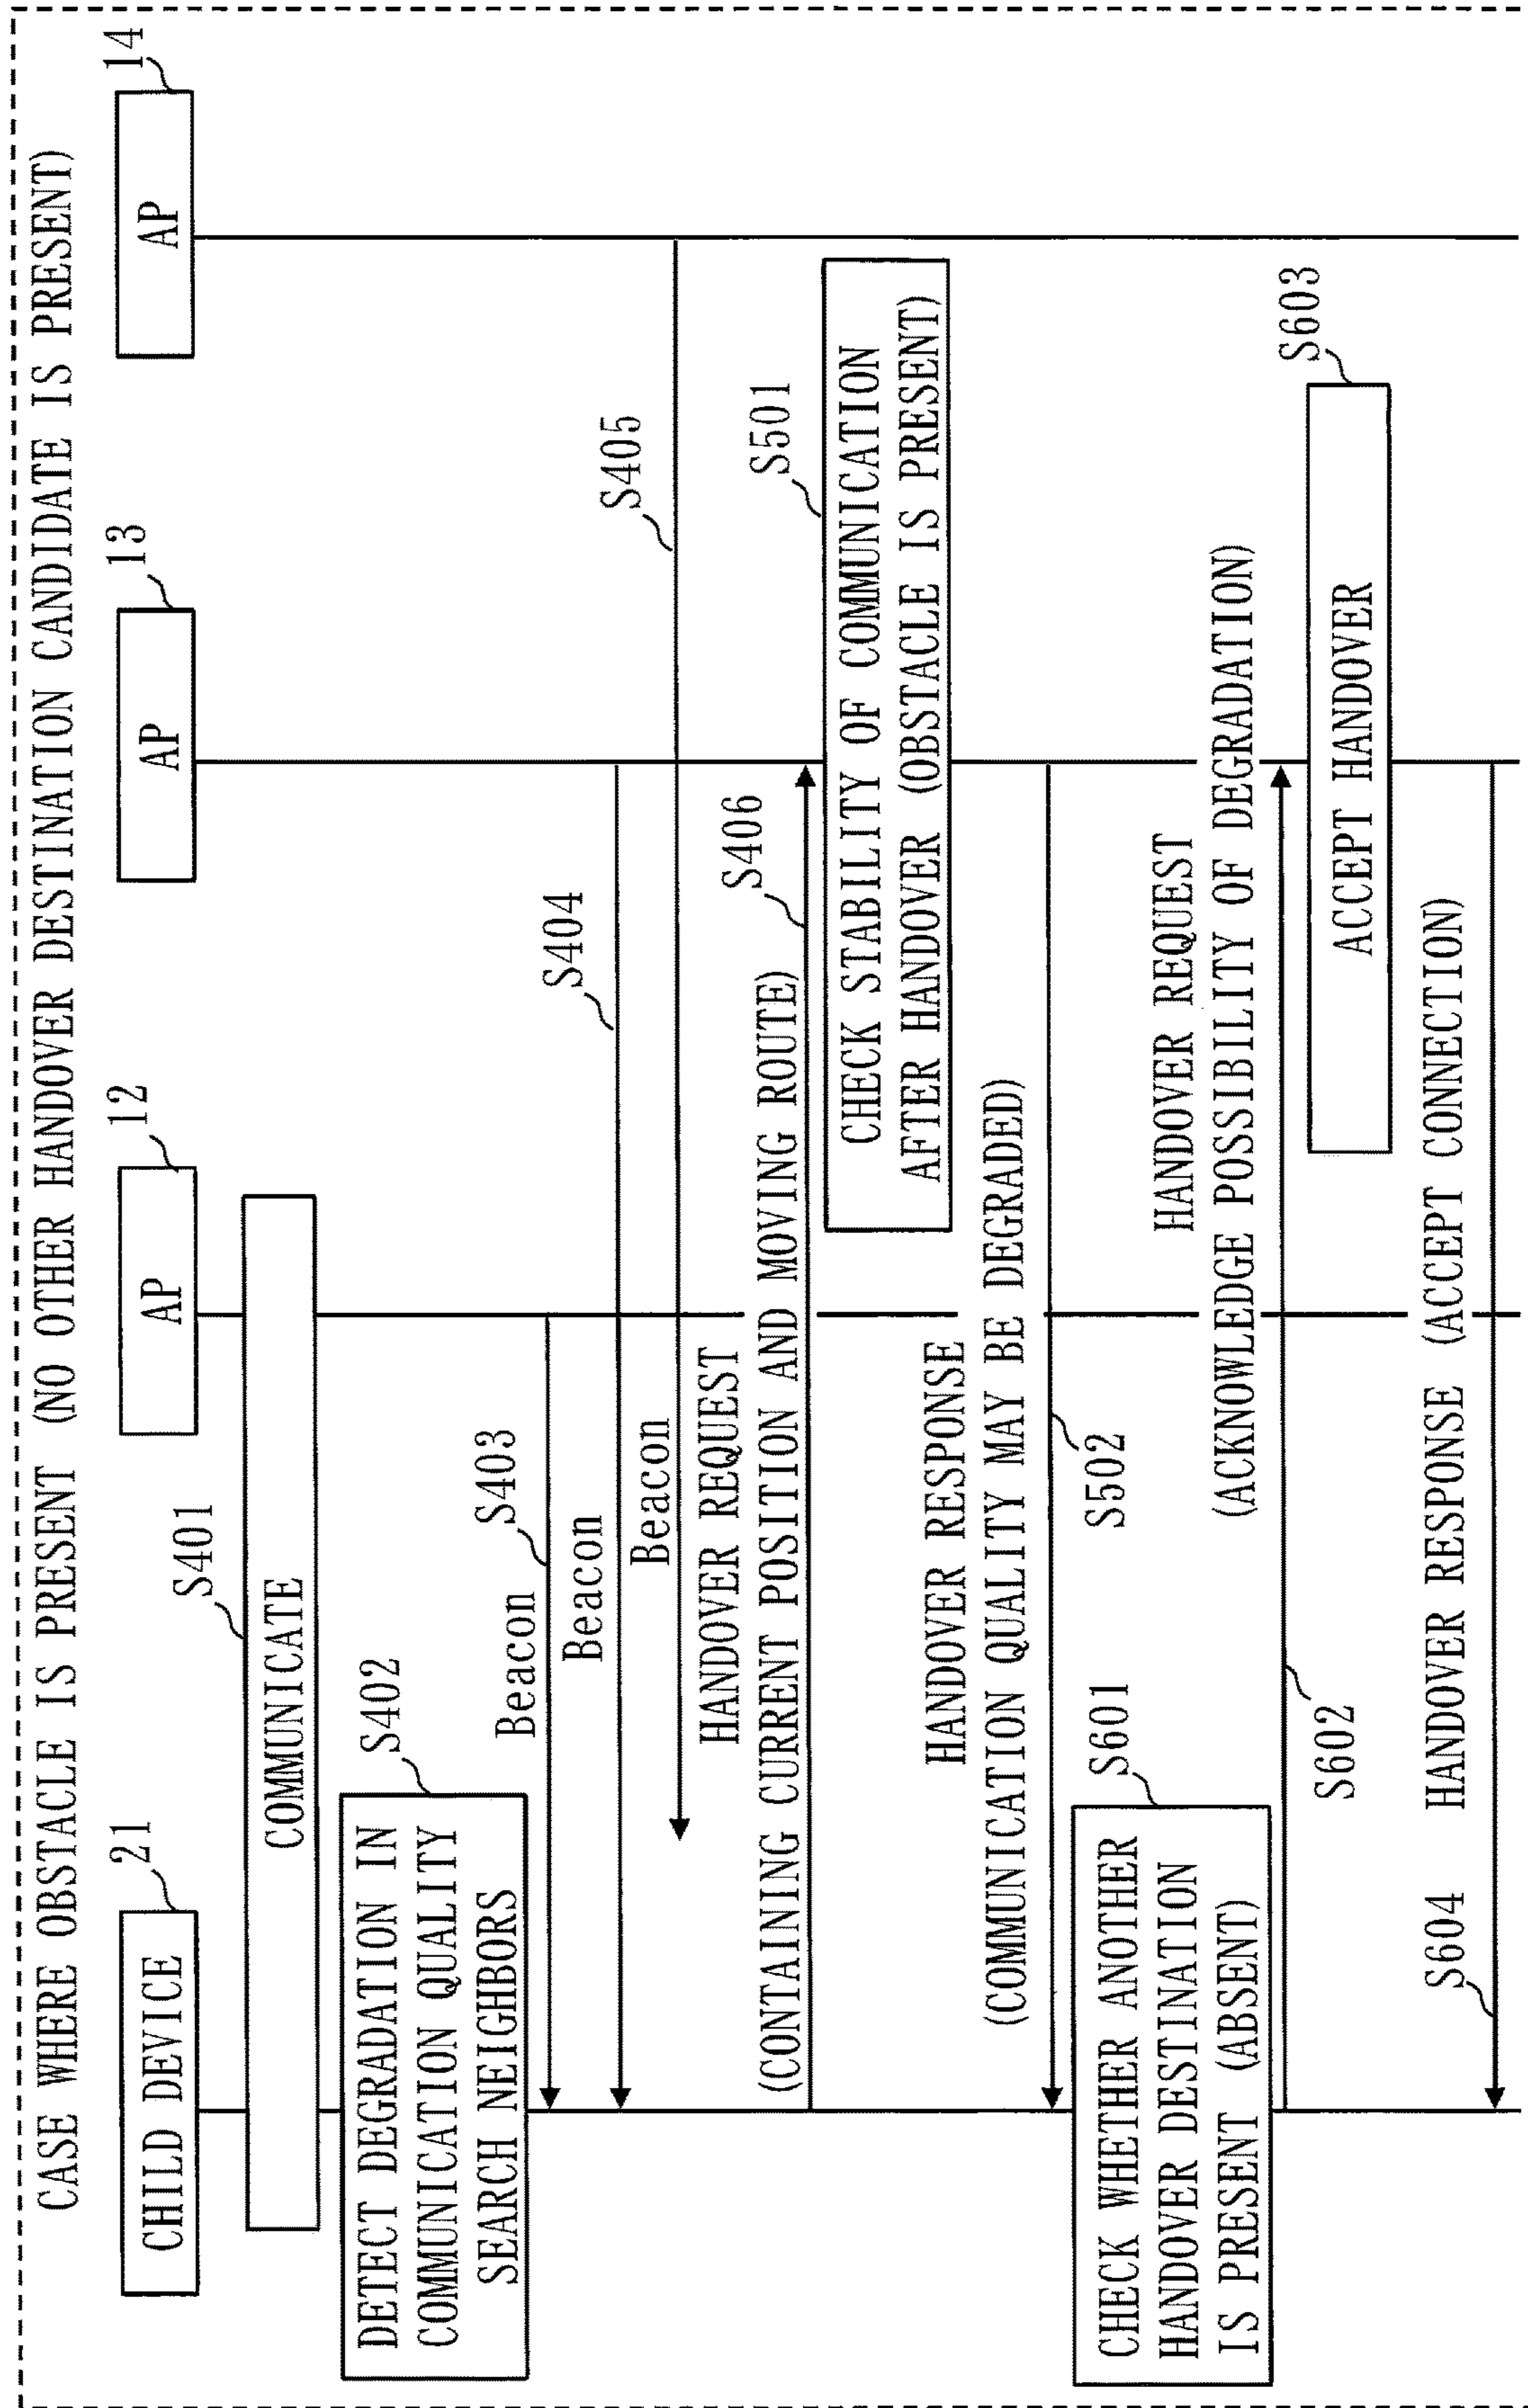 CASE WHERE OBSTACLE IS PRESENT (NO OTHER HANDOVER DESTINATION CANDIDATE IS PRESENT)
21
12
13
14
CHILD DEVICE
AP
AP
AP
S401
COMMUNICATE
S402
DETECT DEGRADATION IN
COMMUNICATION QUALITY
SEARCH NEIGHBORS
Beacon
S403
Beacon
S404
Beacon
S405
HANDOVER REQUEST
(CONTAINING CURRENT POSITION AND MOVING ROUTE)
S406
S501
CHECK STABILITY OF COMMUNICATION
AFTER HANDOVER (OBSTACLE IS PRESENT)
HANDOVER RESPONSE
(COMMUNICATION QUALITY MAY BE DEGRADED)
S502
S601
CHECK WHETHER ANOTHER
HANDOVER DESTINATION
IS PRESENT (ABSENT)
HANDOVER REQUEST
(ACKNOWLEDGE POSSIBILITY OF DEGRADATION)
S602
S603
ACCEPT HANDOVER
S604
HANDOVER RESPONSE (ACCEPT CONNECTION)